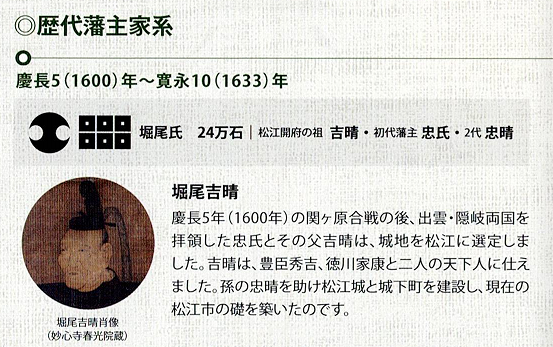 ◎歴代藩主家系
慶長5(1600)年～寛永10(1633)年
堀尾氏 24万石｜松江開府の祖 吉晴・初代藩主 忠氏・2代 忠晴
堀尾吉晴
慶長5年(1600年)の関ヶ原合戦の後、出雲・隠岐両国を
拝領した忠氏とその父吉晴は、城地を松江に選定しま
した。吉晴は、豊臣秀吉、徳川家康と二人の天下人に仕え
ました。孫の忠晴を助け松江城と城下町を建設し、現在の
松江市の礎を築いたのです。
堀尾吉晴肖像
(妙心寺春光院蔵)